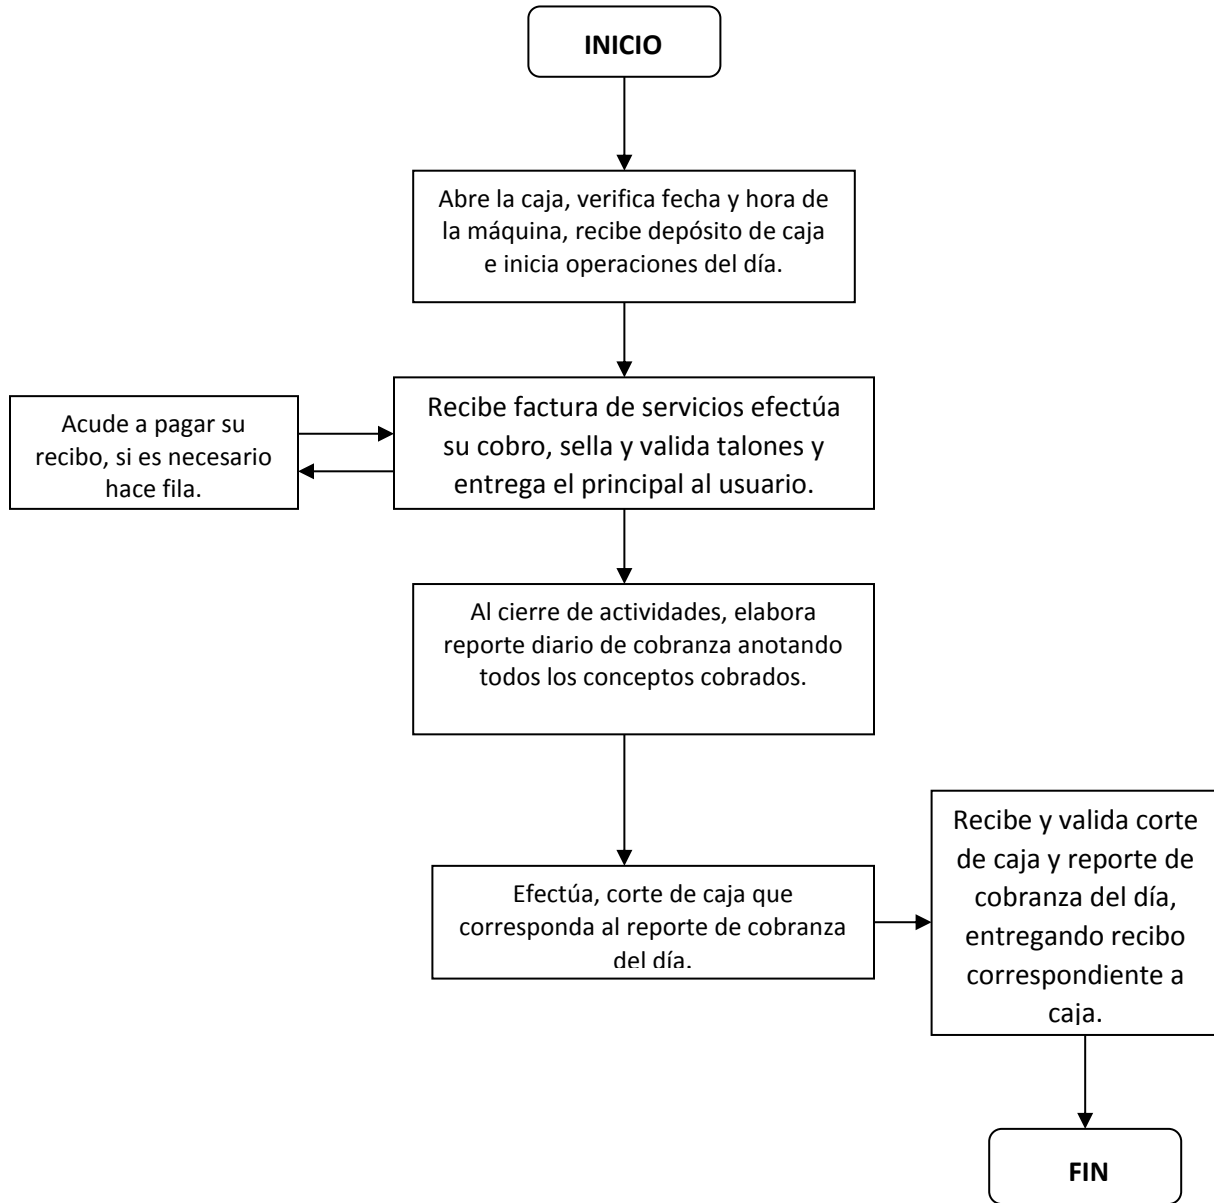 INICIO
Abre la caja, verifica fecha y hora de
la máquina, recibe depósito de caja
e inicia operaciones del día.
Acude a pagar su
recibo, si es necesario
hace fila.
Recibe factura de servicios efectúa
su cobro, sella y valida talones y
entrega el principal al usuario.
Al cierre de actividades, elabora
reporte diario de cobranza anotando
todos los conceptos cobrados.
Efectúa, corte de caja que
corresponda al reporte de cobranza
del día.
Recibe y valida corte
de caja y reporte de
cobranza del día,
entregando recibo
correspondiente a
caja.
FIN